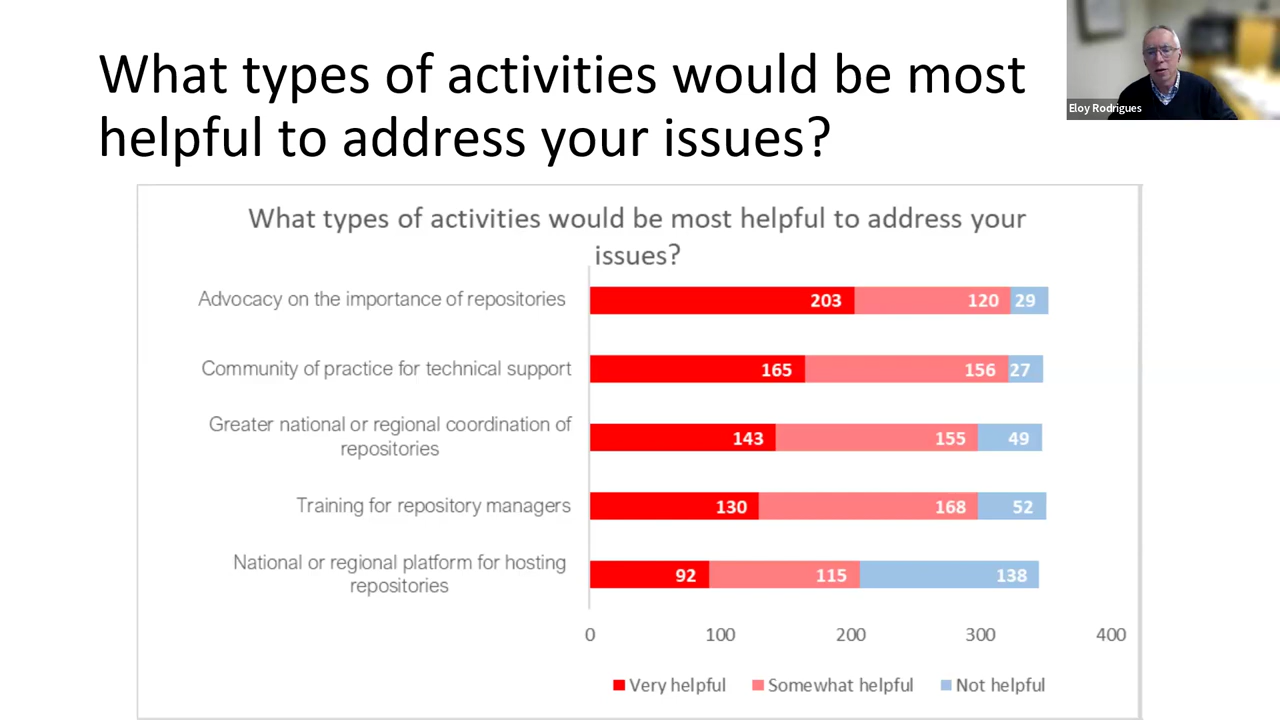 What types of activities would be most
helpful to address your issues?
Eloy Rodrigues
What types of activities would be most helpful to address your
issues?
Advocacy on the importance of repositories
203 120 29
Community of practice for technical support
165 156 27
Greater national or regional coordination of
repositories
143 155 49
Training for repository managers
130 168 52
National or regional platform for hosting
repositories
92 115 138
0 100 200 300 400
Very helpful Somewhat helpful Not helpful